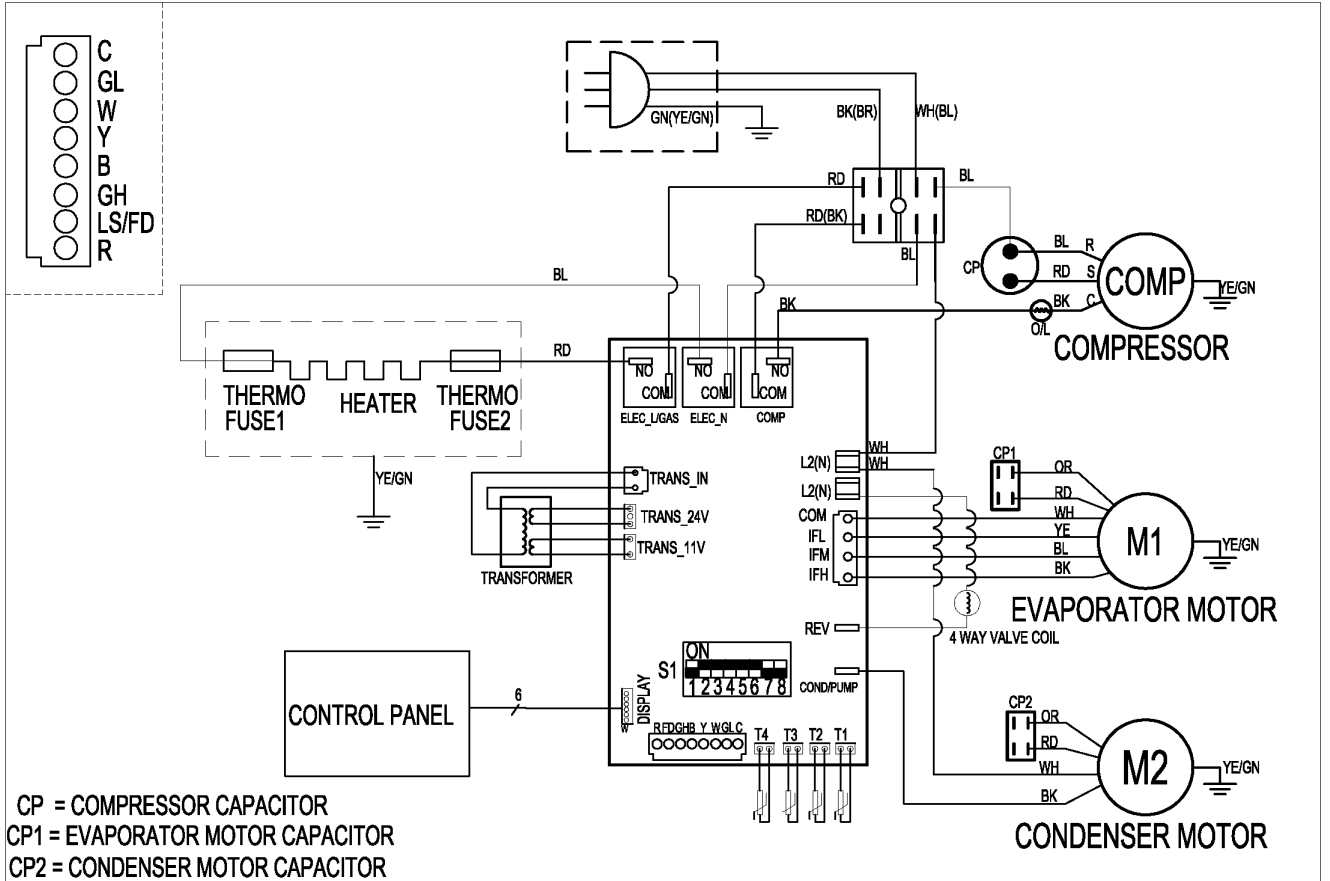 C
GL
W
Y
B
GH
LS/FD
R
GN(YE/GN)
BK(BR)
WH(BL)
RD
BL
RD(BK)
BL
CP
BL R
RD S
BK C
COMP
YE/GN
O/L
COMPRESSOR
BL
BK
RD
THERMO
FUSE1
HEATER
THERMO
FUSE2
YE/GN
NO
COM
ELEC_L/GAS
NO
COM
ELEC_N
NO
COM
COMP
TRANS_IN
TRANS_24V
TRANS_11V
TRANSFORMER
L2(N)
WH
WH
L2(N)
COM
IFL
IFM
IFH
CP1
OR
RD
WH
YE
BL
BK
M1
YE/GN
EVAPORATOR MOTOR
REV
4 WAY VALVE COIL
S1
ON
12345678
COND/PUMP
CONTROL PANEL
6
DISPLAY
W
RFDGHB Y WGLC
T4
T3
T2
T1
CP2
OR
RD
WH
BK
M2
YE/GN
CONDENSER MOTOR
CP = COMPRESSOR CAPACITOR
CP1 = EVAPORATOR MOTOR CAPACITOR
CP2 = CONDENSER MOTOR CAPACITOR